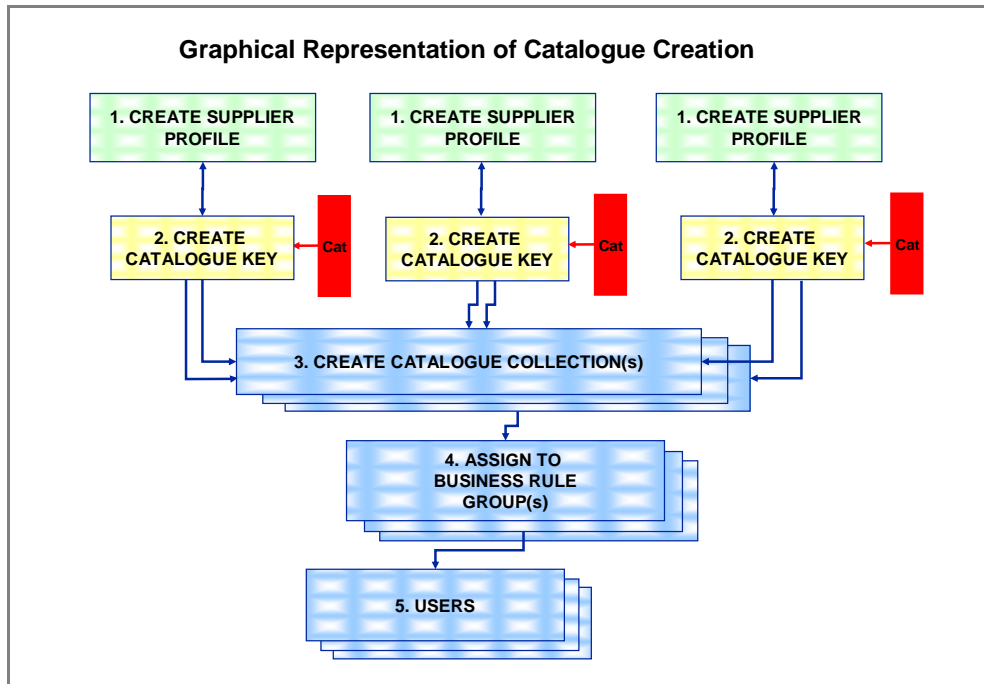 Graphical Representation of Catalogue Creation
1. CREATE SUPPLIER
PROFILE
1. CREATE SUPPLIER
PROFILE
1. CREATE SUPPLIER
PROFILE
2. CREATE
CATALOGUE KEY
Cat
2. CREATE
CATALOGUE KEY
Cat
2. CREATE
CATALOGUE KEY
Cat
3. CREATE CATALOGUE COLLECTION(s)
4. ASSIGN TO
BUSINESS RULE
GROUP(s)
5. USERS